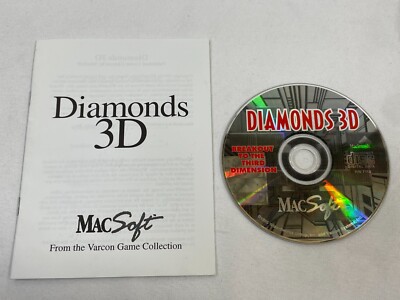 Diamonds
3D
MACSoft
From the Varcon Game Collection
DIAMONDS 3D
BREAKOUT
TO THE
THIRD
DIMENSION
MACSoft